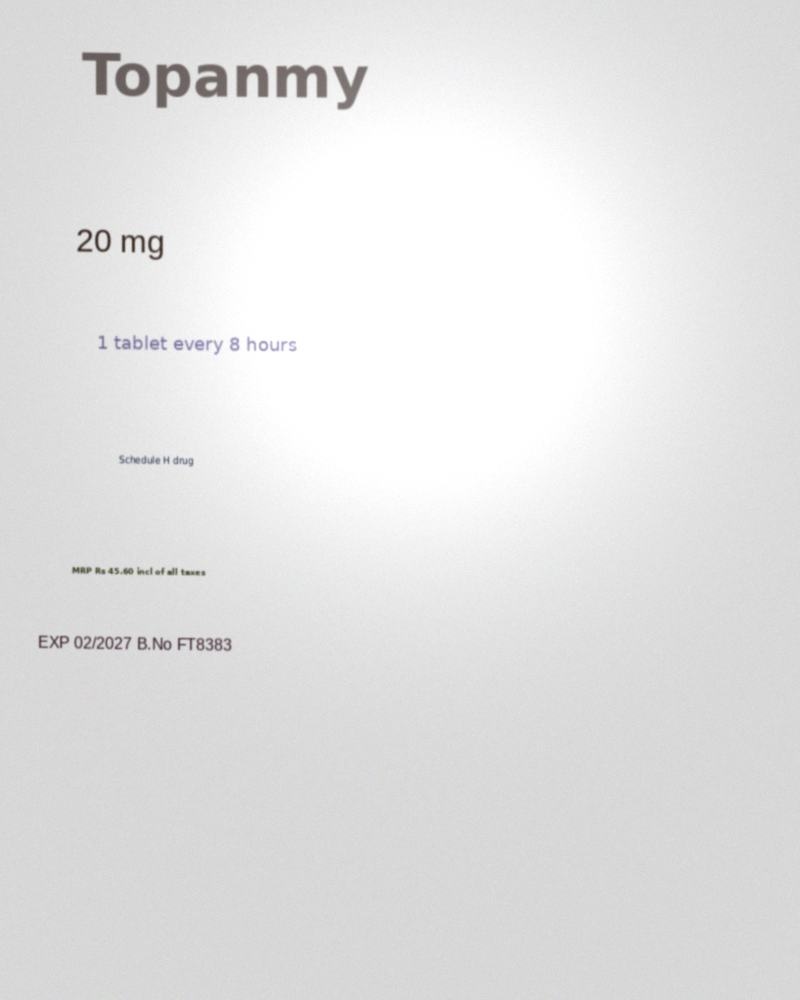 Topanmy
20 mg
1 tablet every 8 hours
Schedule H drug
MRP Rs 45.60 incl of all taxes
EXP 02/2027 B.No FT8383